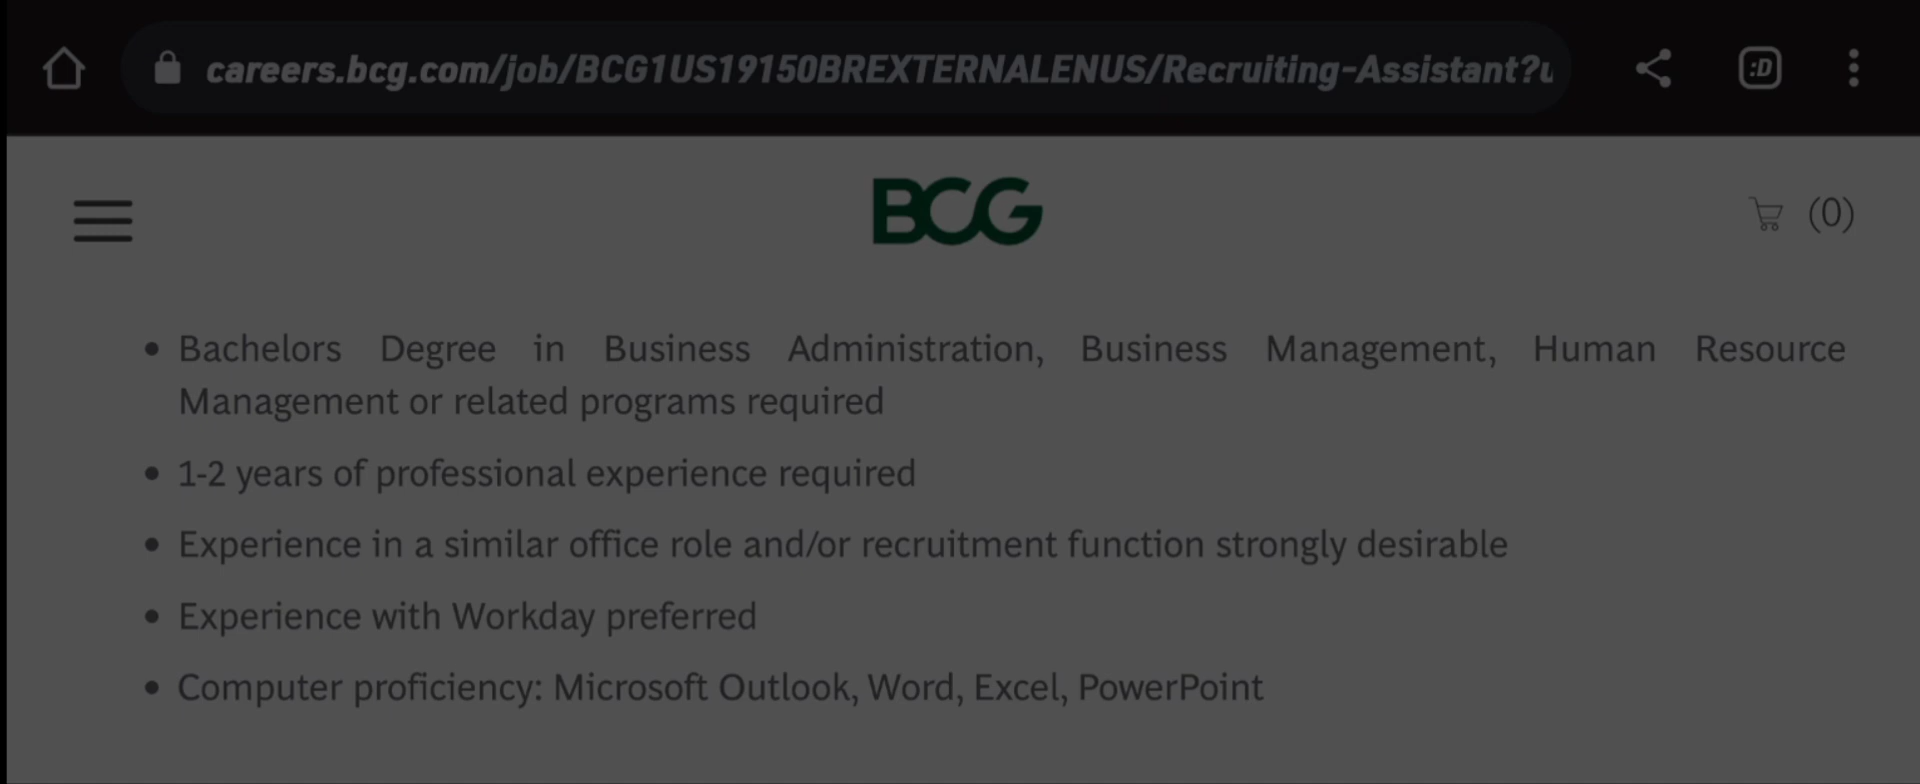 careers.bcg.com/job/BCG1US19150BREXTERNALENUS/Recruiting-Assistant?u
:D
BCG
(0)
• Bachelors Degree in Business Administration, Business Management, Human Resource
Management or related programs required
• 1-2 years of professional experience required
• Experience in a similar office role and/or recruitment function strongly desirable
• Experience with Workday preferred
• Computer proficiency: Microsoft Outlook, Word, Excel, PowerPoint